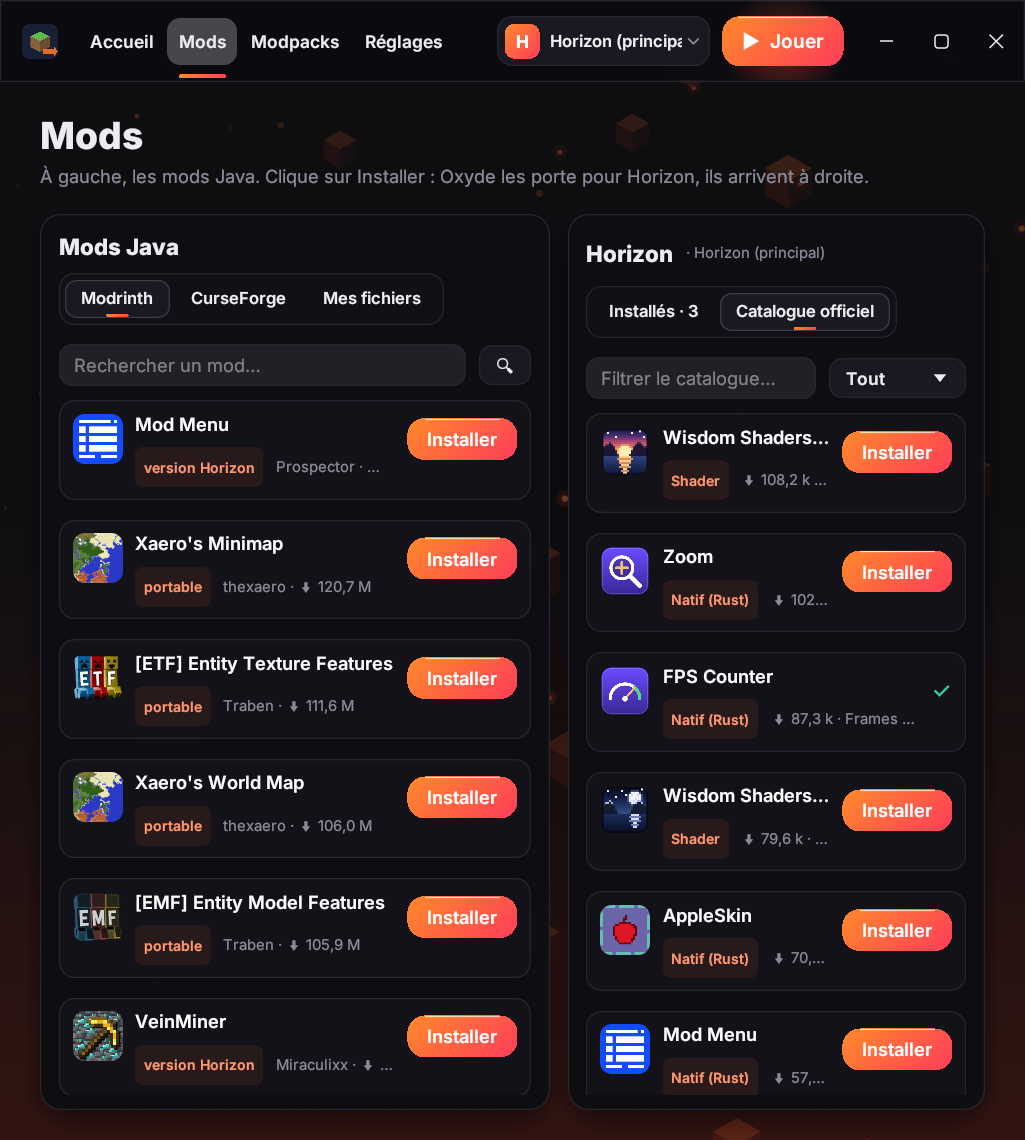 Accueil Mods Modpacks Réglages H Horizon (principa Jouer
Mods
À gauche, les mods Java. Clique sur Installer : Oxyde les porte pour Horizon, ils arrivent à droite.
Mods Java
Modrinth CurseForge Mes fichiers
Rechercher un mod...
Mod Menu
version Horizon Prospector · ...
Installer
Xaero's Minimap
portable thexaero · 120,7 M
Installer
[ETF] Entity Texture Features
portable Traben · 111,6 M
Installer
Xaero's World Map
portable thexaero · 106,0 M
Installer
[EMF] Entity Model Features
portable Traben · 105,9 M
Installer
VeinMiner
version Horizon Miraculixx · ...
Installer
Horizon · Horizon (principal)
Installés · 3 Catalogue officiel
Filtrer le catalogue... Tout
Wisdom Shaders...
Shader 108,2 k ...
Installer
Zoom
Natif (Rust) 102...
Installer
FPS Counter
Natif (Rust) 87,3 k · Frames ...
Wisdom Shaders...
Shader 79,6 k · ...
Installer
AppleSkin
Natif (Rust) 70,...
Installer
Mod Menu
Natif (Rust) 57,...
Installer
ETF
EMF